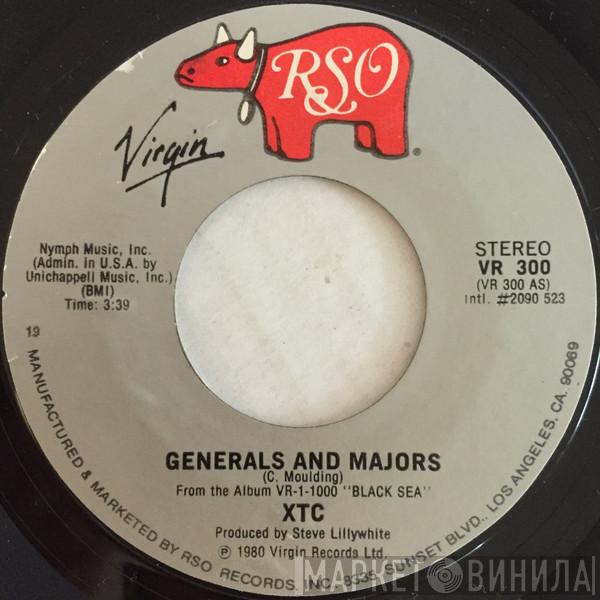 RSO
Virgin
Nymph Music, Inc.
(Admin. in U.S.A. by
Unichappell Music, Inc.)
(BMI)
Time: 3:39
STEREO
VR 300
(VR 300 AS)
Intl. #2090 523
19
GENERALS AND MAJORS
(C. Moulding)
From the Album VR-1-1000 "BLACK SEA"
XTC
Produced by Steve Lillywhite
℗ 1980 Virgin Records Ltd.
MANUFACTURED & MARKETED BY RSO RECORDS, INC., 8335 SUNSET BLVD., LOS ANGELES, CA. 90069
МАРКЕТ ВИНИЛА